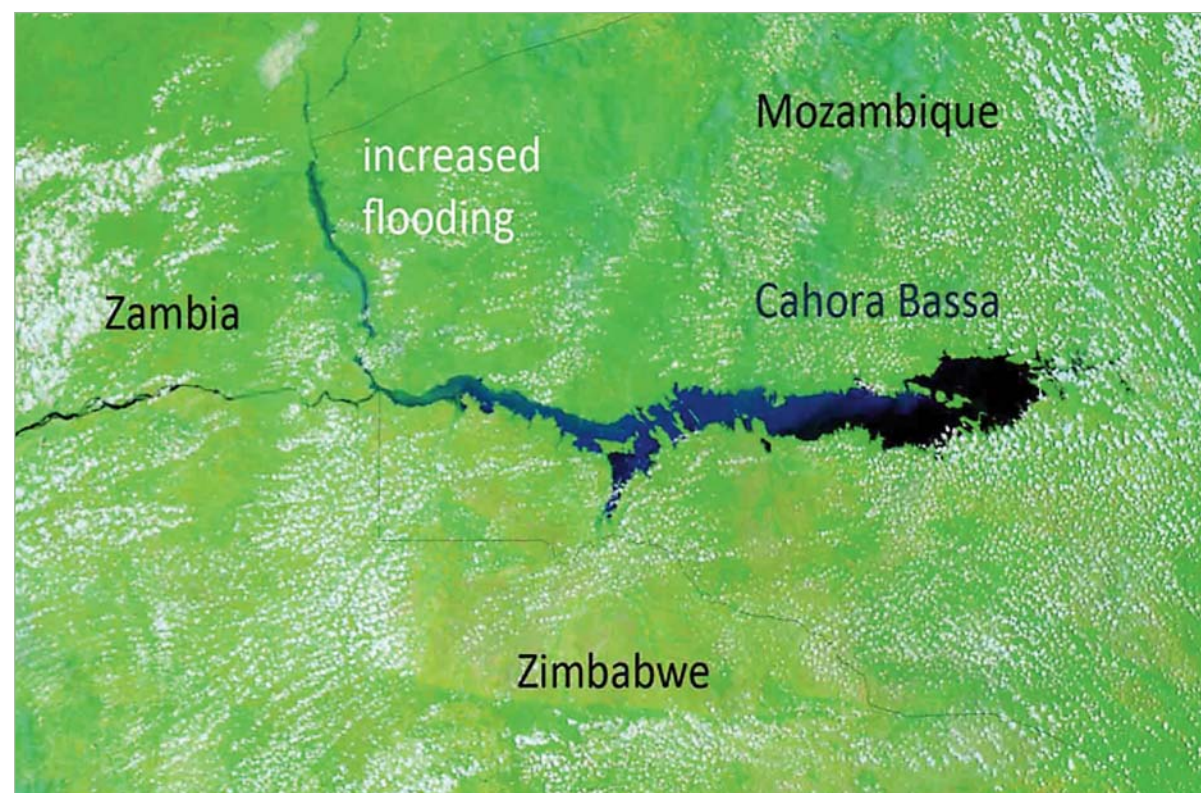 Mozambique
increased
flooding
Zambia
Cahora Bassa
Zimbabwe